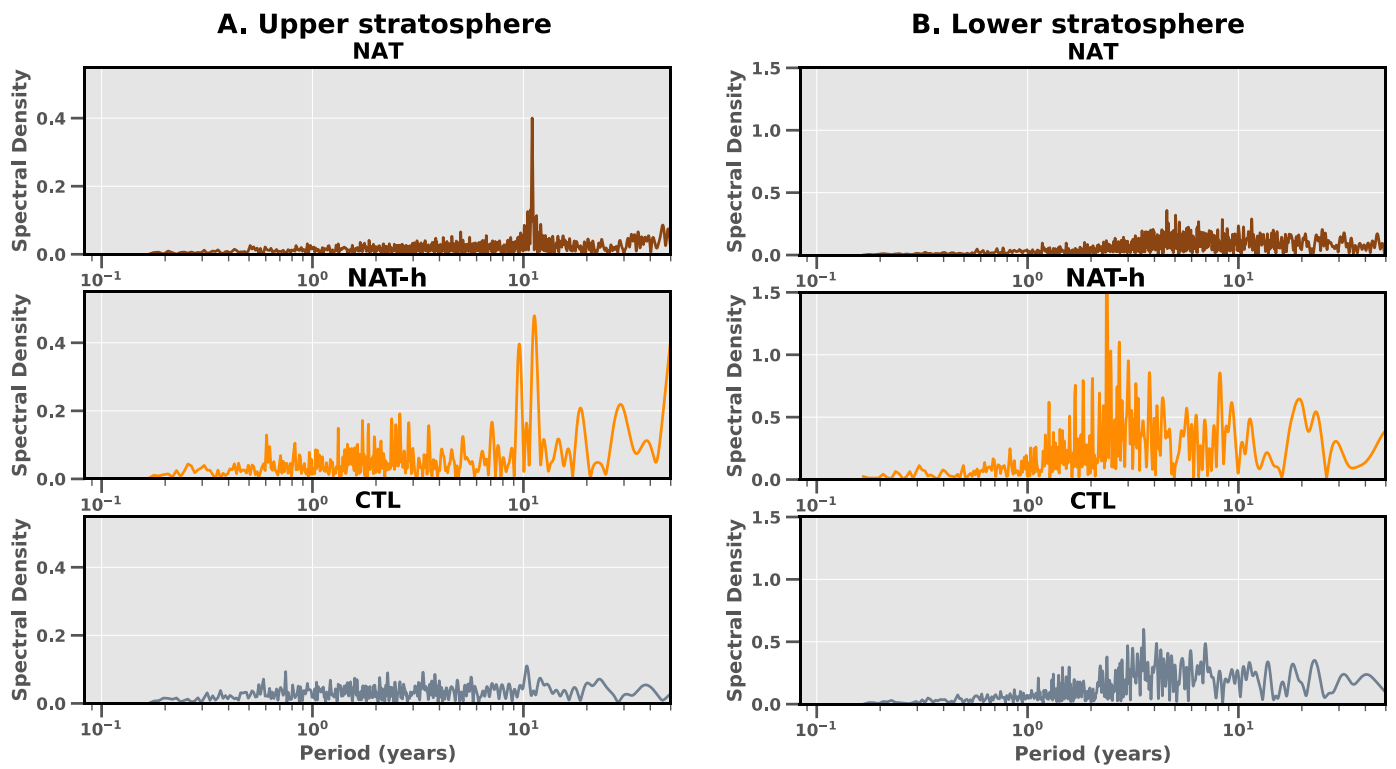 A. Upper stratosphere
NAT
Spectral Density
0.4
0.2
0.0
10⁻¹
10⁰
10¹
NAT-h
Spectral Density
0.4
0.2
0.0
10⁻¹
10⁰
10¹
CTL
Spectral Density
0.4
0.2
0.0
10⁻¹
10⁰
10¹
Period (years)
B. Lower stratosphere
NAT
Spectral Density
1.5
1.0
0.5
0.0
10⁻¹
10⁰
10¹
NAT-h
Spectral Density
1.5
1.0
0.5
0.0
10⁻¹
10⁰
10¹
CTL
Spectral Density
1.5
1.0
0.5
0.0
10⁻¹
10⁰
10¹
Period (years)